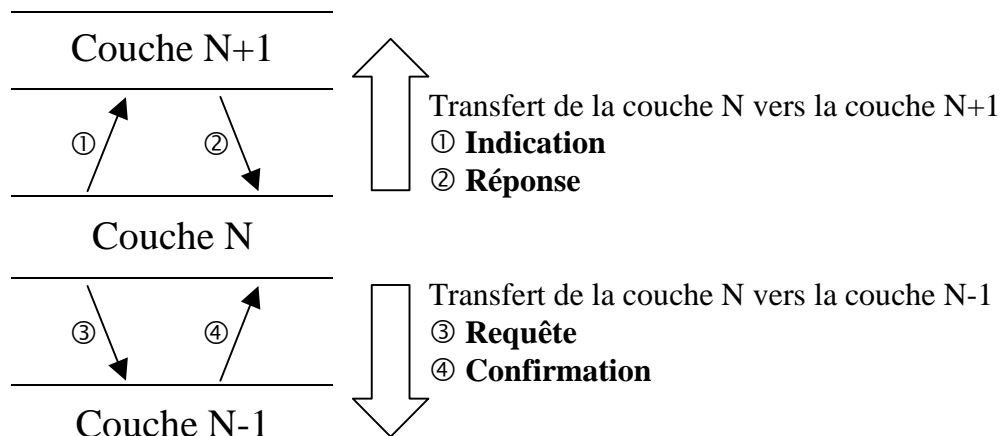 Couche N+1
Transfert de la couche N vers la couche N+1
① Indication
② Réponse
①
②
Couche N
Transfert de la couche N vers la couche N-1
③ Requête
④ Confirmation
③
④
Couche N-1